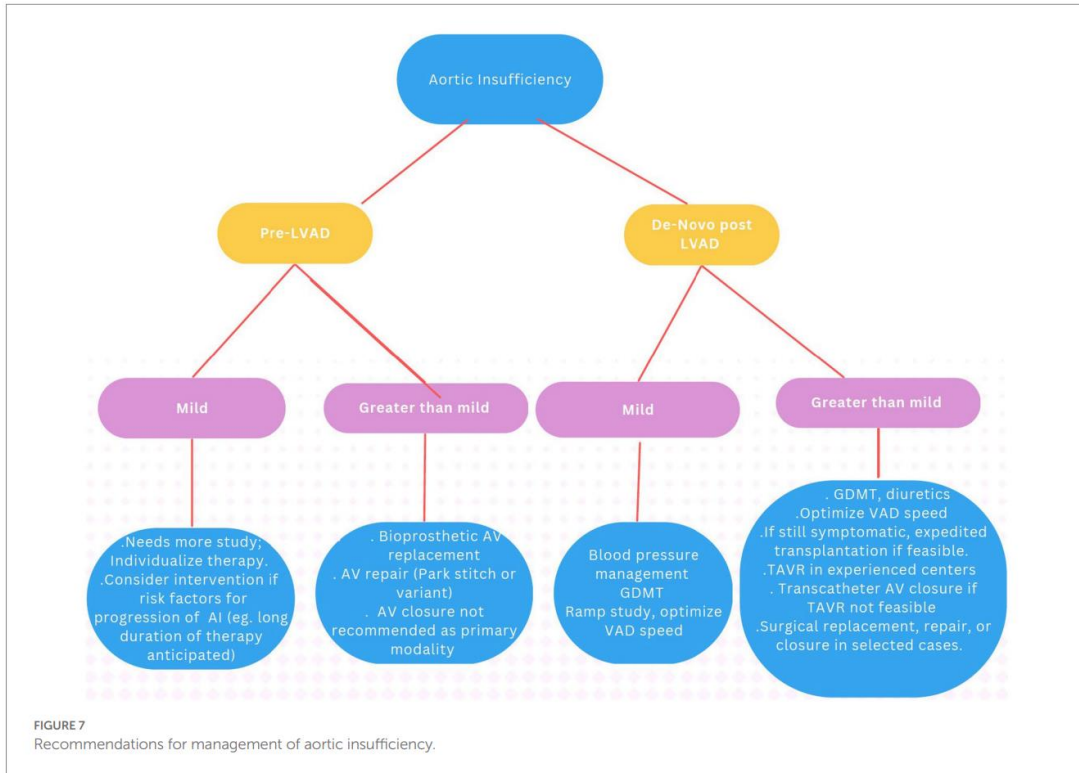 Aortic Insufficiency
Pre-LVAD
De-Novo post
LVAD
Mild
Greater than mild
Mild
Greater than mild
.Needs more study;
Individualize therapy.
.Consider intervention if
risk factors for
progression of AI (eg. long
duration of therapy
anticipated)
. Bioprosthetic AV
replacement
. AV repair (Park stitch or
variant)
. AV closure not
recommended as primary
modality
Blood pressure
management
GDMT
Ramp study, optimize
VAD speed
. GDMT, diuretics
.Optimize VAD speed
.If still symptomatic, expedited
transplantation if feasible.
.TAVR in experienced centers
. Transcatheter AV closure if
TAVR not feasible
.Surgical replacement, repair, or
closure in selected cases.
FIGURE 7
Recommendations for management of aortic insufficiency.